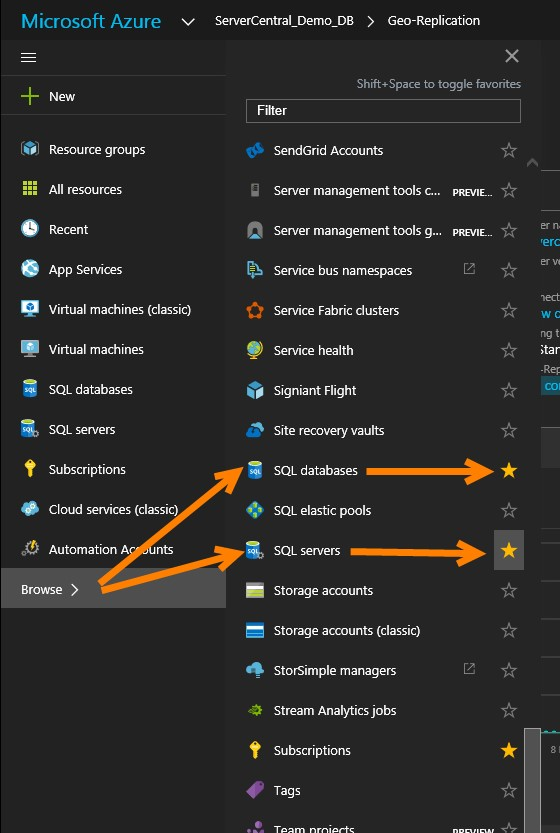 Microsoft Azure ServerCentral_Demo_DB Geo-Replication
Shift+Space to toggle favorites
New
Filter
Resource groups
All resources
Recent
App Services
Virtual machines (classic)
Virtual machines
SQL databases
SQL servers
Subscriptions
Cloud services (classic)
Automation Accounts
Browse
SendGrid Accounts
Server management tools c... PREVIE...
Server management tools g... PREVIE...
Service bus namespaces
Service Fabric clusters
Service health
Signiant Flight
Site recovery vaults
SQL databases
SQL elastic pools
SQL servers
Storage accounts
Storage accounts (classic)
StorSimple managers
Stream Analytics jobs
Subscriptions
Tags
Team projects PREVIEW